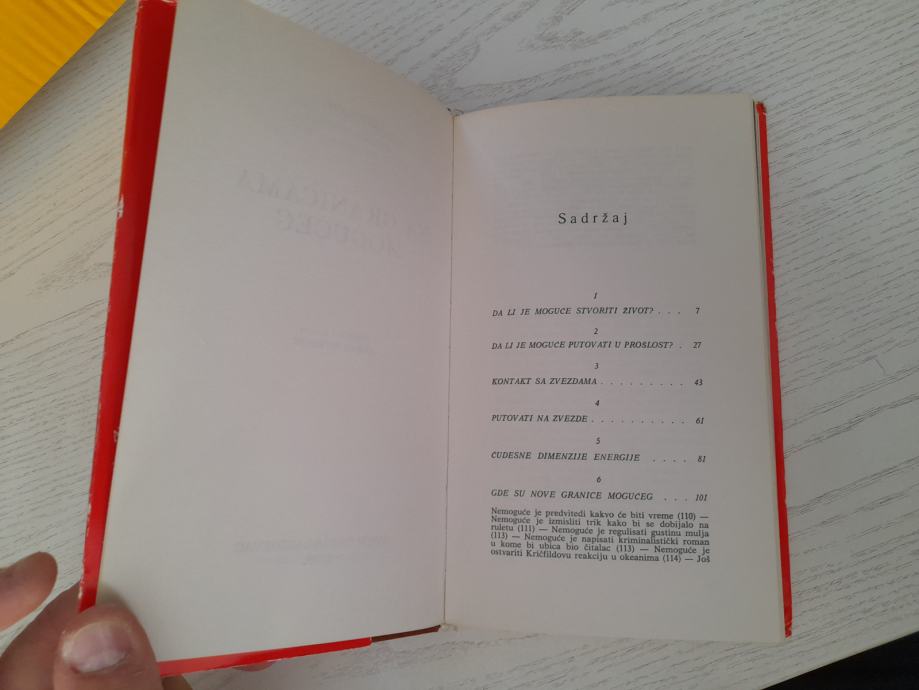 Sadržaj
1
DA LI JE MOGUĆE STVORITI ŽIVOT? . . . 7
2
DA LI JE MOGUĆE PUTOVATI U PROŠLOST? . 27
3
KONTAKT SA ZVEZDAMA . . . . . . . . . 43
4
PUTOVATI NA ZVEZDE . . . . . . . . . . 61
5
ČUDESNE DIMENZIJE ENERGIJE . . . . 81
6
GDE SU NOVE GRANICE MOGUĆEG . . . 101
Nemoguće je predvideti kakvo će biti vreme (110) —
Nemoguće je izmisliti trik kako bi se dobijalo na
ruletu (111) — Nemoguće je regulisati gustinu mulja
(113) — Nemoguće je napisati kriminalistički roman
u kome bi ubica bio čitalac (113) — Nemoguće je
ostvariti Kričfildovu reakciju u okeanima (114) — Još